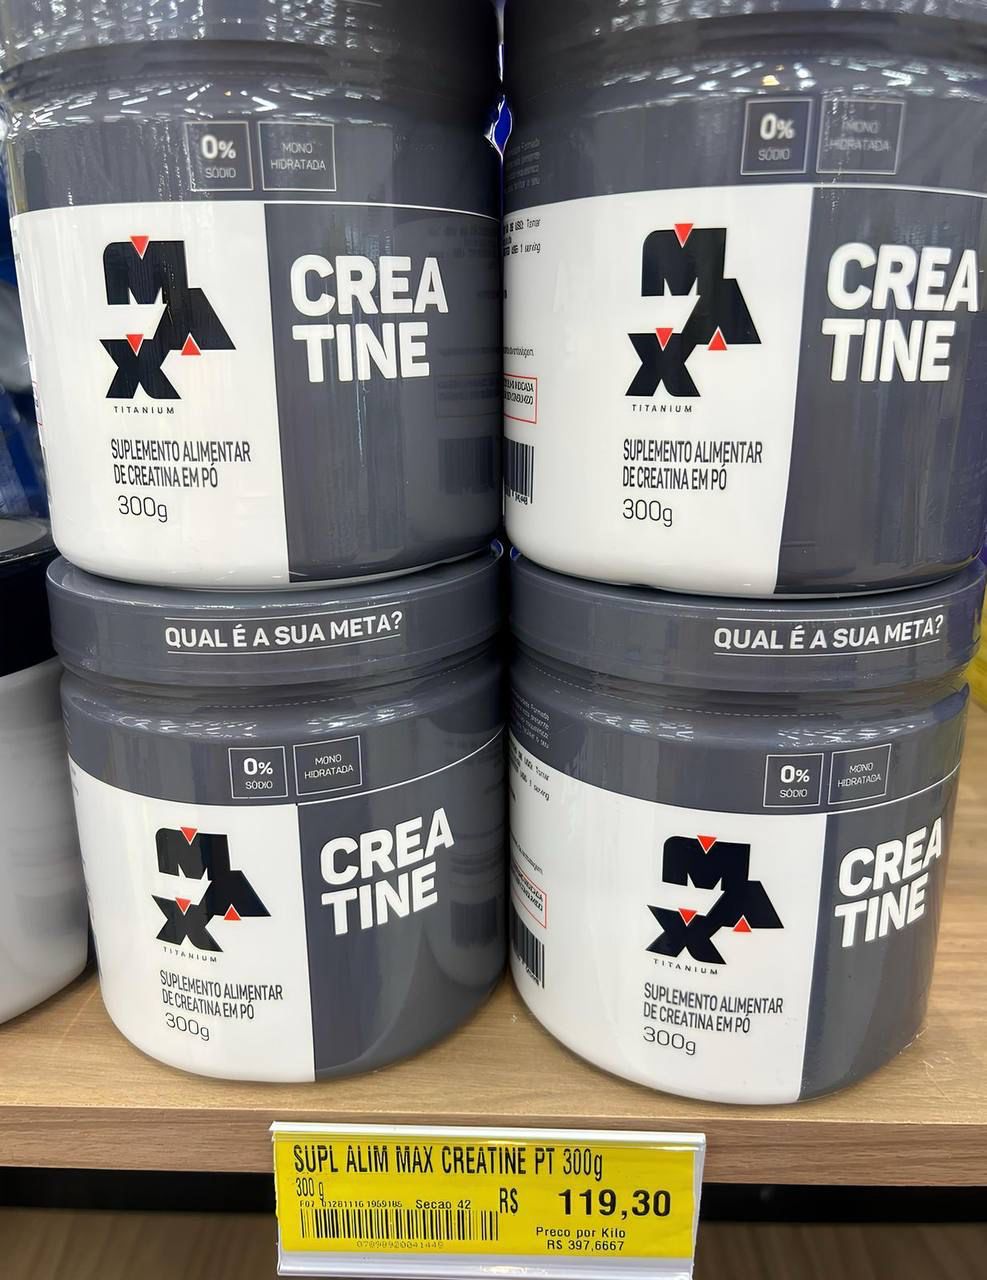 0%
SÓDIO
MONO
HIDRATADA
MAX
TITANIUM
CREA
TINE
SUPLEMENTO ALIMENTAR
DE CREATINA EM PÓ
300g
0%
SÓDIO
MONO
HIDRATADA
MAX
TITANIUM
CREA
TINE
SUPLEMENTO ALIMENTAR
DE CREATINA EM PÓ
300g
QUAL É A SUA META?
0%
SÓDIO
MONO
HIDRATADA
MAX
TITANIUM
CREA
TINE
SUPLEMENTO ALIMENTAR
DE CREATINA EM PÓ
300g
QUAL É A SUA META?
0%
SÓDIO
MONO
HIDRATADA
MAX
TITANIUM
CREA
TINE
SUPLEMENTO ALIMENTAR
DE CREATINA EM PÓ
300g
SUPL ALIM MAX CREATINE PT 300g
300 g
Secao 42
R$ 119,30
Preco por Kilo
R$ 397,6667